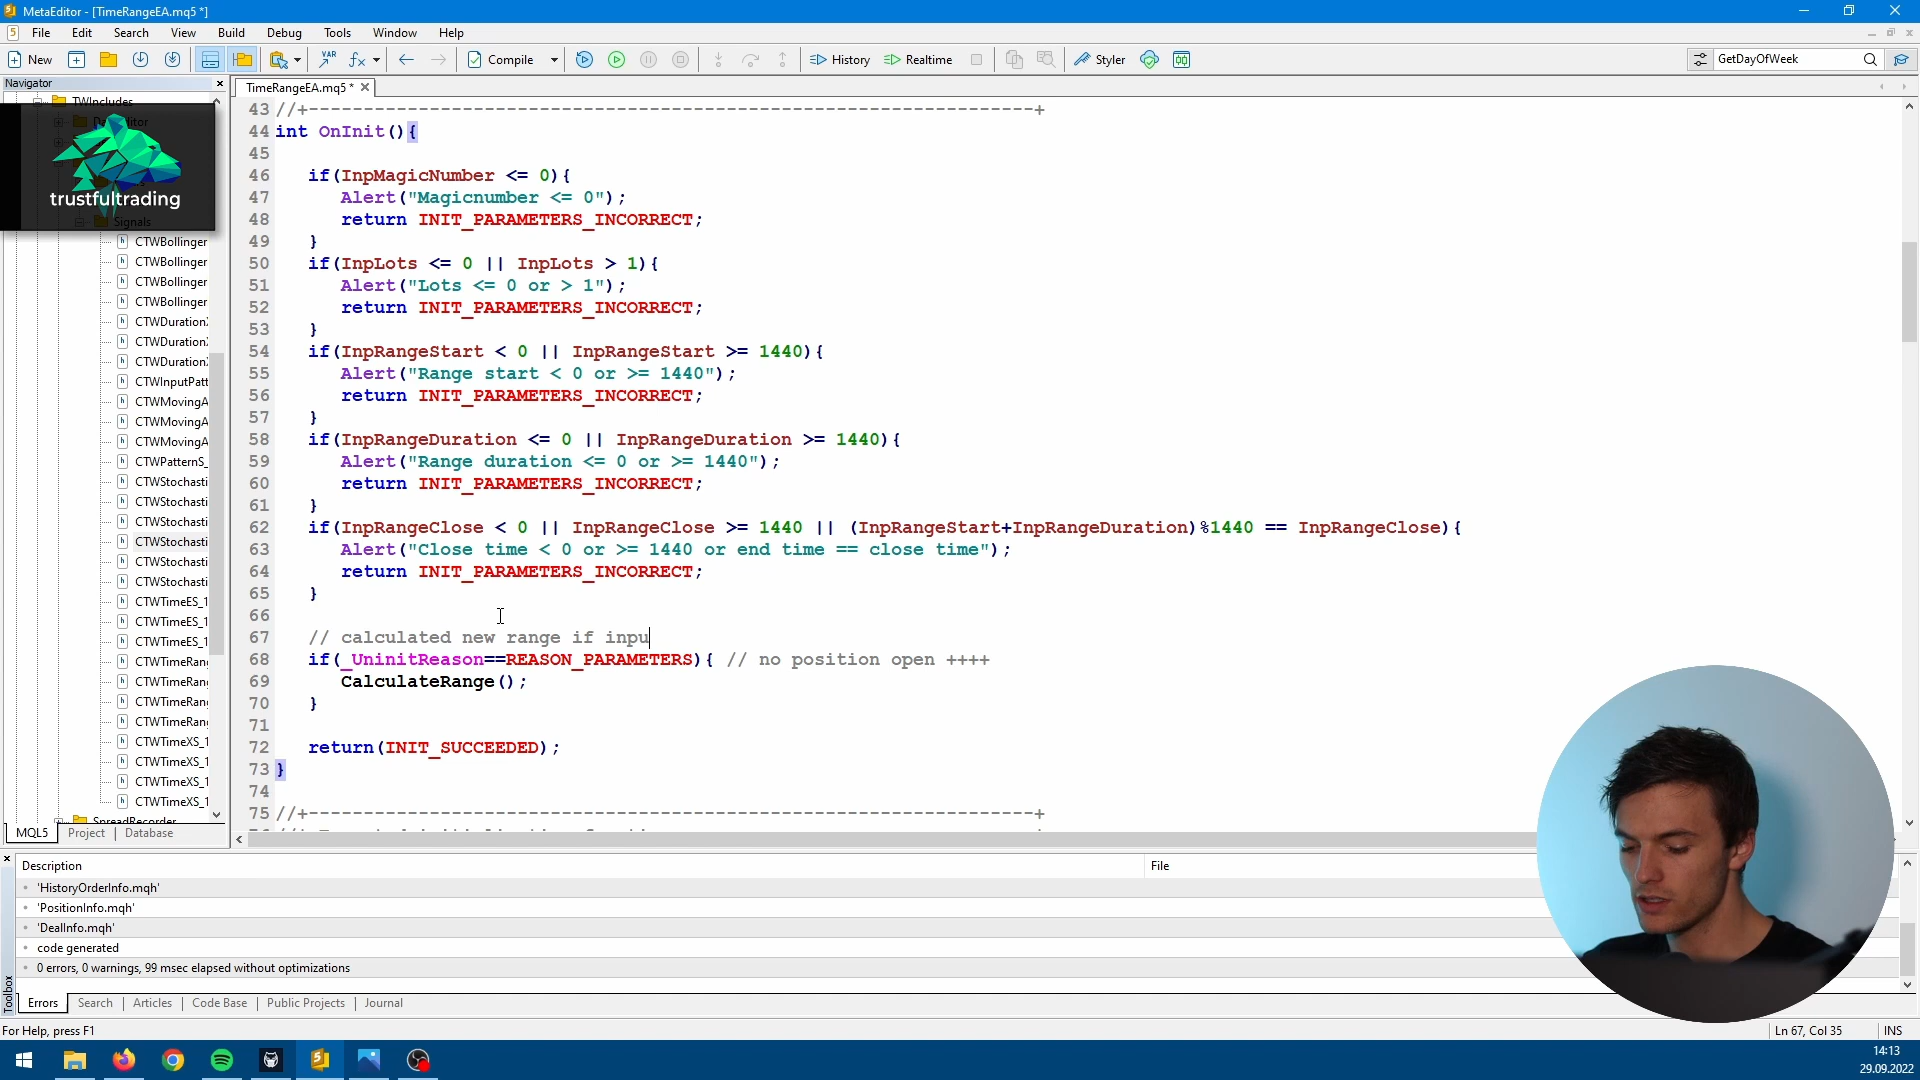 MetaEditor - [TimeRangeEA.mq5 *]
File Edit Search View Build Debug Tools Window Help
New Compile History Realtime Styler GetDayOfWeek
Navigator
TimeRangeEA.mq5 *
TWIncludes
trustfultrading
Signals
CTWBollinger
CTWBollinger
CTWBollinger
CTWBollinger
CTWDuration
CTWDuration
CTWDuration
CTWInputPatt
CTWMovingA
CTWMovingA
CTWMovingA
CTWPatternS_
CTWStochasti
CTWStochasti
CTWStochasti
CTWStochasti
CTWStochasti
CTWStochasti
CTWTimeES_1
CTWTimeES_1
CTWTimeES_1
CTWTimeRan
CTWTimeRan
CTWTimeRan
CTWTimeRan
CTWTimeXS_1
CTWTimeXS_1
CTWTimeXS_1
CTWTimeXS_1
SpreadRecorder
MQL5 Project Database
43 //+------------------------------------------------------------------+
44 int OnInit(){
45
46 if(InpMagicNumber <= 0){
47 Alert("Magicnumber <= 0");
48 return INIT_PARAMETERS_INCORRECT;
49 }
50 if(InpLots <= 0 || InpLots > 1){
51 Alert("Lots <= 0 or > 1");
52 return INIT_PARAMETERS_INCORRECT;
53 }
54 if(InpRangeStart < 0 || InpRangeStart >= 1440){
55 Alert("Range start < 0 or >= 1440");
56 return INIT_PARAMETERS_INCORRECT;
57 }
58 if(InpRangeDuration <= 0 || InpRangeDuration >= 1440){
59 Alert("Range duration <= 0 or >= 1440");
60 return INIT_PARAMETERS_INCORRECT;
61 }
62 if(InpRangeClose < 0 || InpRangeClose >= 1440 || (InpRangeStart+InpRangeDuration)%1440 == InpRangeClose){
63 Alert("Close time < 0 or >= 1440 or end time == close time");
64 return INIT_PARAMETERS_INCORRECT;
65 }
66
67 // calculated new range if inpu
68 if(_UninitReason==REASON_PARAMETERS){ // no position open ++++
69 CalculateRange();
70 }
71
72 return(INIT_SUCCEEDED);
73 }
74
75 //+------------------------------------------------------------------+
Description File
'HistoryOrderInfo.mqh'
'PositionInfo.mqh'
'DealInfo.mqh'
code generated
0 errors, 0 warnings, 99 msec elapsed without optimizations
Toolbox
Errors Search Articles Code Base Public Projects Journal
For Help, press F1
Ln 67, Col 35 INS
14:13
29.09.2022